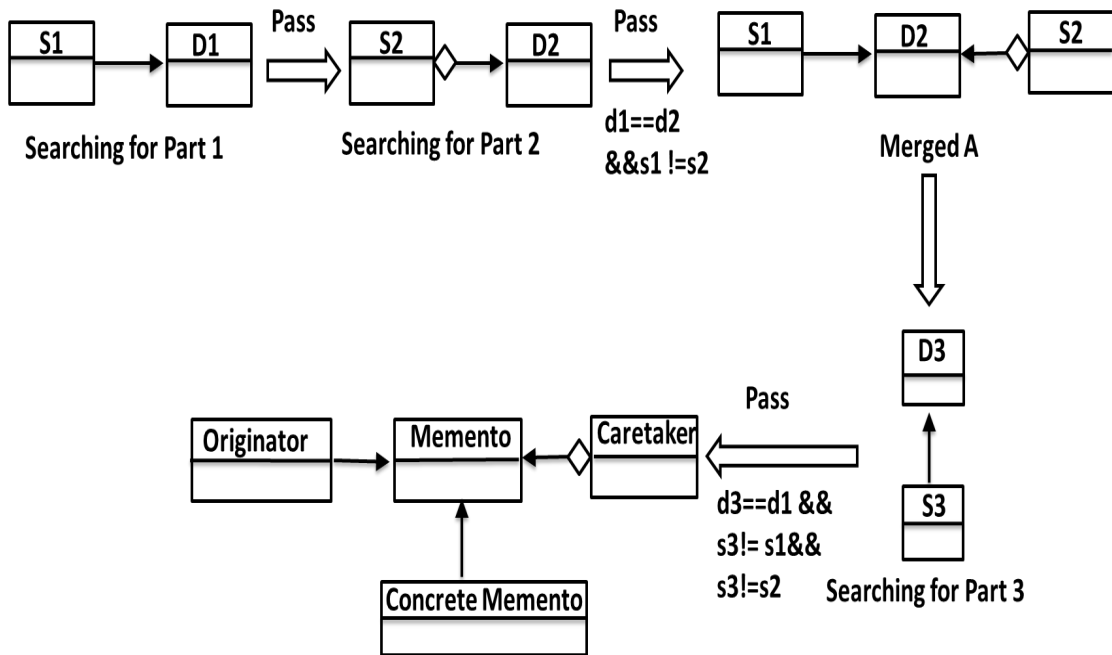 S1
D1
Pass
S2
D2
Pass
S1
D2
S2
Searching for Part 1
Searching for Part 2
d1==d2
&&s1 !=s2
Merged A
D3
S3
Searching for Part 3
Pass
d3==d1 &&
s3!= s1&&
s3!=s2
Originator
Memento
Caretaker
Concrete Memento